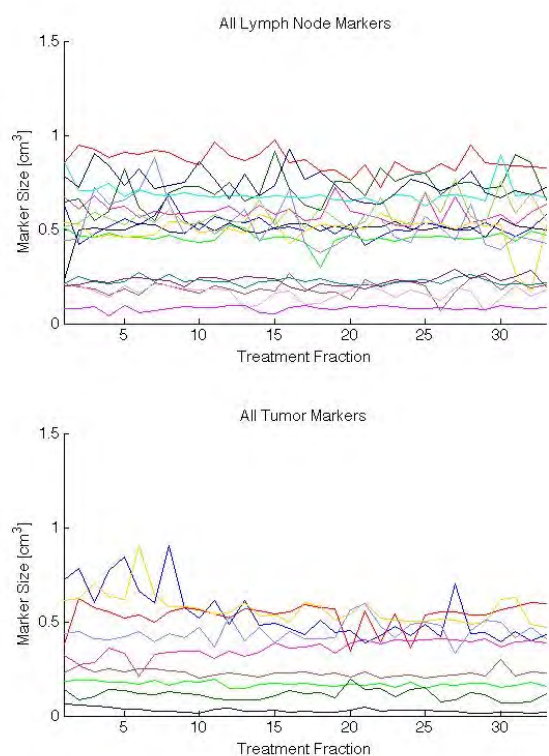 All Lymph Node Markers
1.5
1
0.5
0
Marker Size [cm³]
5 10 15 20 25 30
Treatment Fraction
All Tumor Markers
1.5
1
0.5
0
Marker Size [cm³]
5 10 15 20 25 30
Treatment Fraction